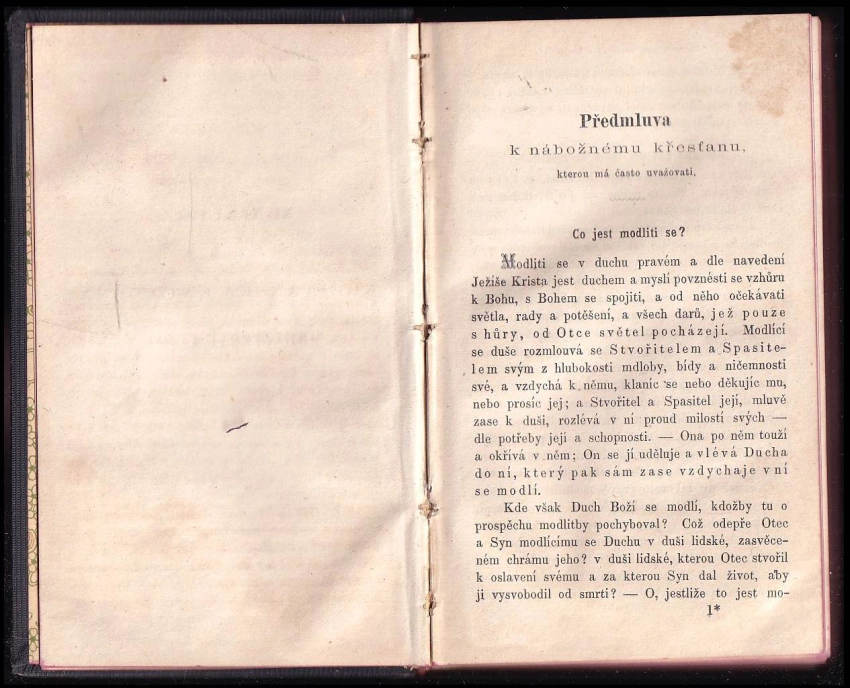 Předmluva
k nábožnému křesťanu,
kterou má často uvažovati.
Co jest modliti se?
Modliti se v duchu pravém a dle navedení
Ježíše Krista jest duchem a myslí povznésti se vzhůru
k Bohu, s Bohem se spojiti, a od něho očekávati
světla, rady a potěšení, a všech darů, jež pouze
s hůry, od Otce světel pocházejí. Modlící
se duše rozmlouvá se Stvořitelem a Spasite-
lem svým z hlubokosti mdloby, bídy a ničemnosti
své, a vzdychá k němu, klaníc se nebo děkujíc mu,
nebo prosíc jej; a Stvořitel a Spasitel její, mluvě
zase k duši, rozlévá v ní proud milostí svých —
dle potřeby její a schopnosti. — Ona po něm touží
a okřívá v něm; On se jí uděluje a vlévá Ducha
do ní, který pak sám zase vzdychaje v ní
se modlí.
Kde však Duch Boží se modlí, kdožby tu o
prospěchu modlitby pochyboval? Což odepře Otec
a Syn modlícímu se Duchu v duši lidské, zasvěce-
ném chrámu jeho? v duši lidské, kterou Otec stvořil
k oslavení svému a za kterou Syn dal život, aby
ji vysvobodil od smrti? — O, jestliže to jest mo-
1*